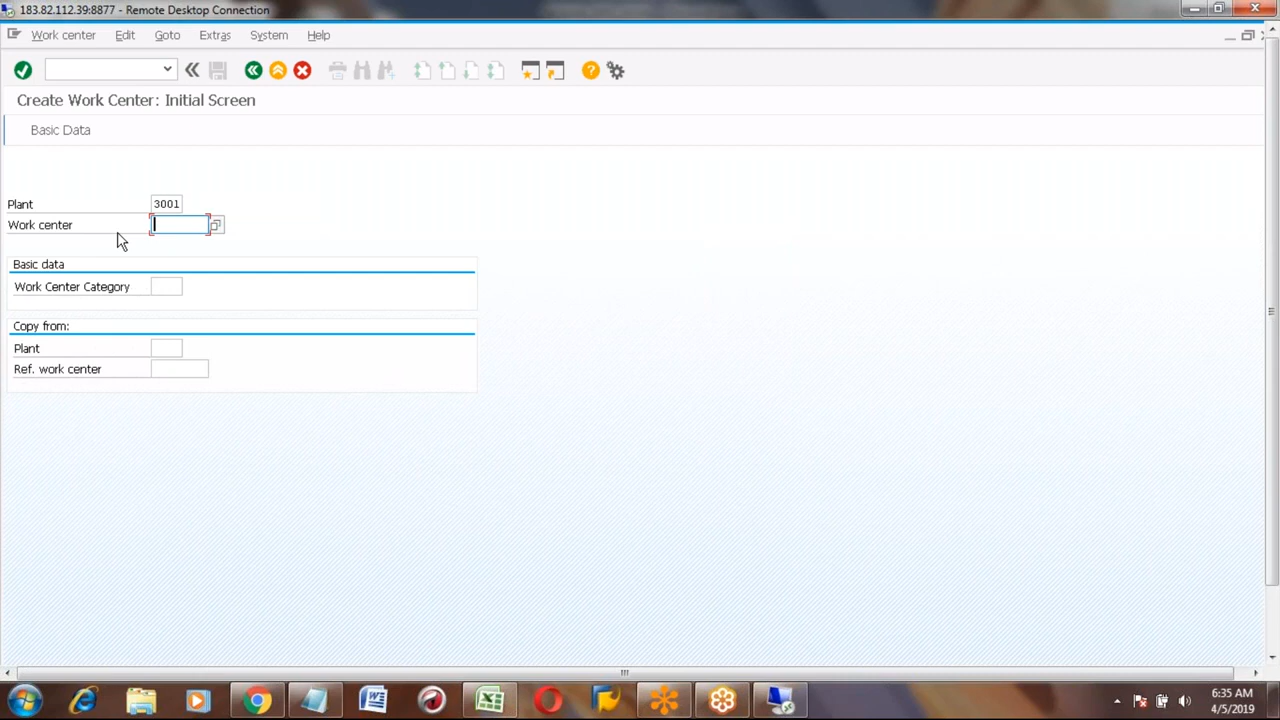 183.82.112.39:8877 - Remote Desktop Connection
Work center Edit Goto Extras System Help
Create Work Center: Initial Screen
Basic Data
Plant 3001
Work center
Basic data
Work Center Category
Copy from:
Plant
Ref. work center
6:35 AM
4/5/2019